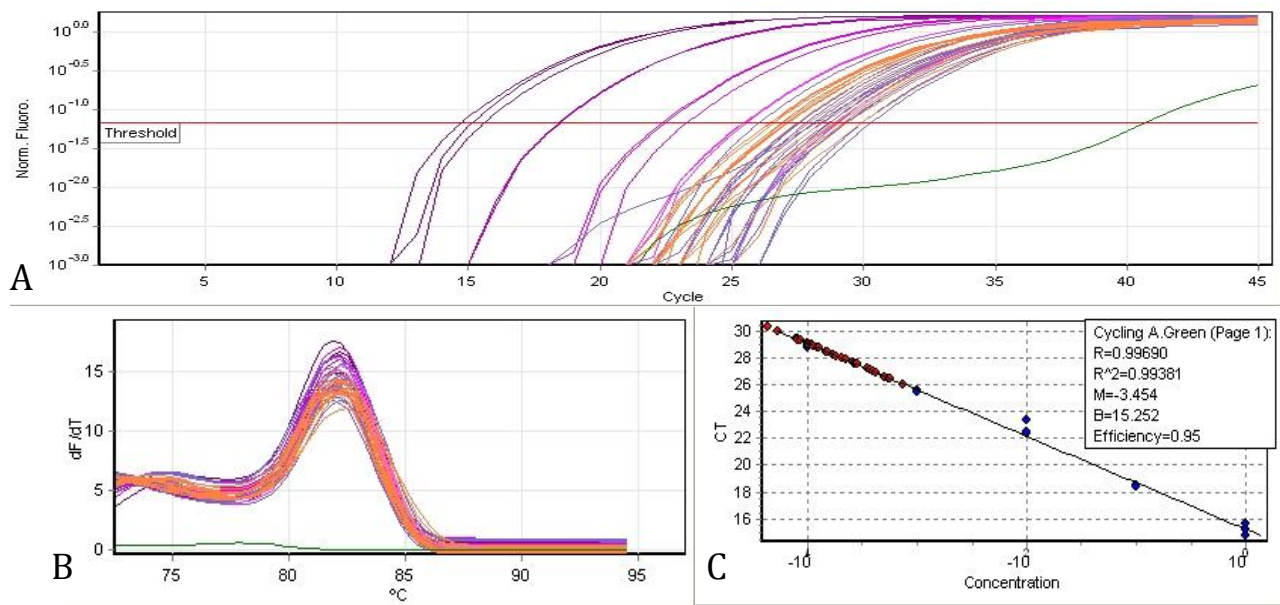 10^0.0
10^-0.5
10^-1.0
10^-1.5
10^-2.0
10^-2.5
10^-3.0
Norm. Fluoro.
Threshold
5 10 15 20 25 30 35 40 45
Cycle
A
15
10
5
0
dF/dT
75 80 85 90 95
°C
B
30
28
26
24
22
20
18
16
CT
Cycling A.Green (Page 1):
R=0.99690
R^2=0.99381
M=-3.454
B=15.252
Efficiency=0.95
Concentration
C